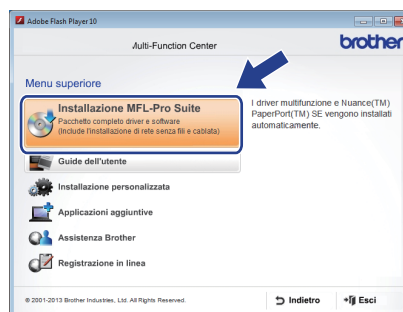 Adobe Flash Player 10
Multi-Function Center
brother
Menu superiore
Installazione MFL-Pro Suite
Pacchetto completo driver e software
(Include l'installazione di rete senza fili e cablata)
I driver multifunzione e Nuance(TM)
PaperPort(TM) SE vengono installati
automaticamente.
Guide dell'utente
Installazione personalizzata
Applicazioni aggiuntive
Assistenza Brother
Registrazione in linea
© 2001-2013 Brother Industries, Ltd. All Rights Reserved.
Indietro
Esci